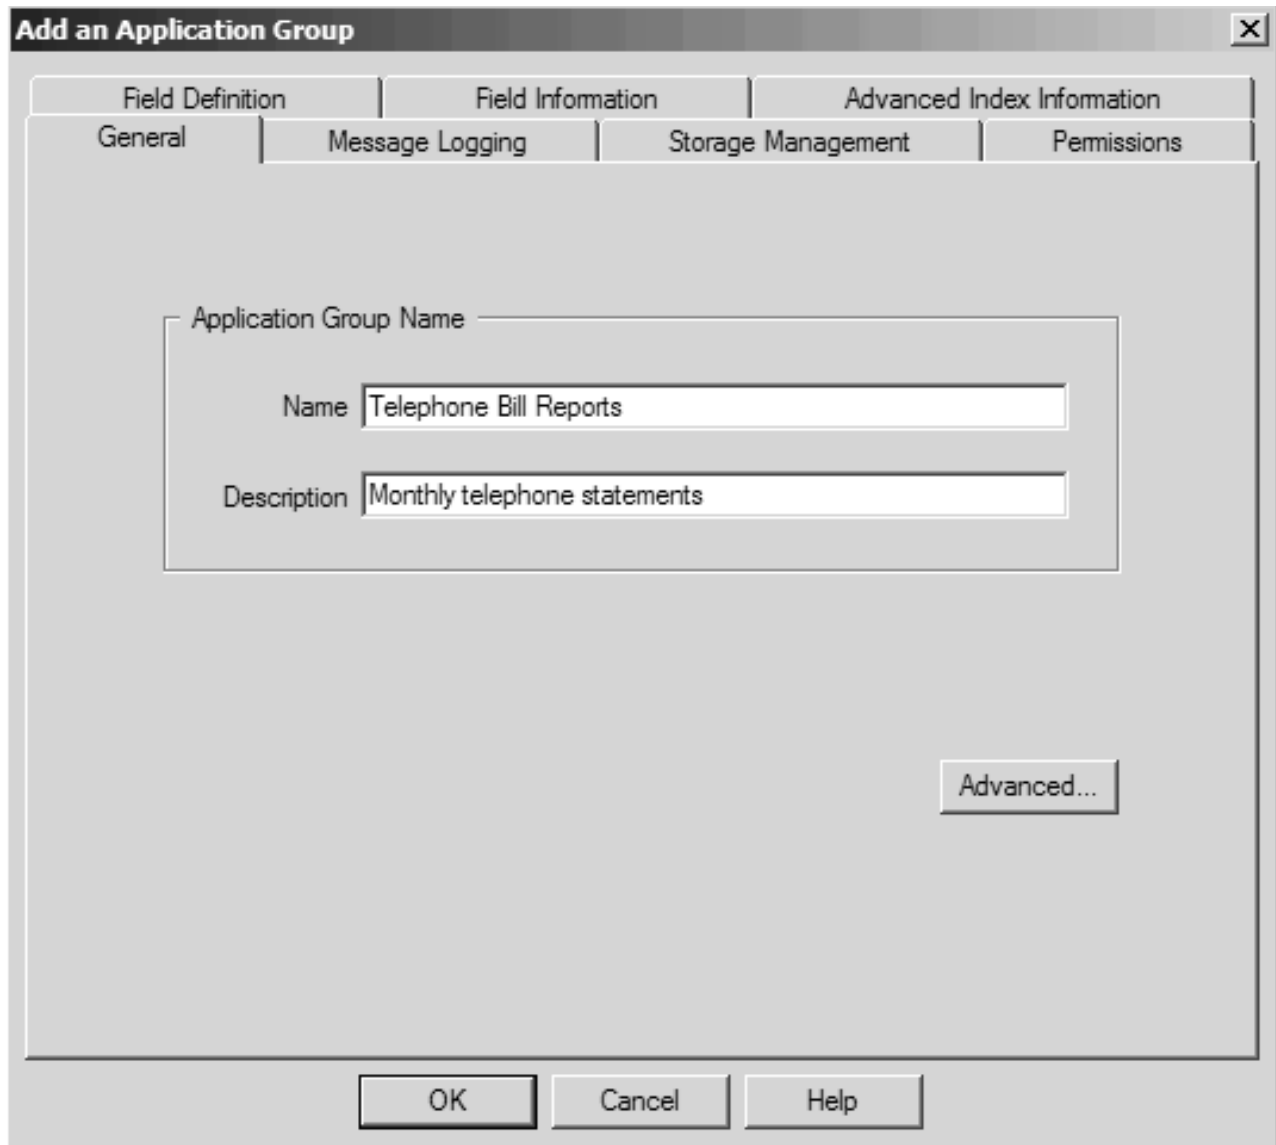 Add an Application Group
Field Definition Field Information Advanced Index Information
General Message Logging Storage Management Permissions
Application Group Name
Name Telephone Bill Reports
Description Monthly telephone statements
Advanced...
OK Cancel Help